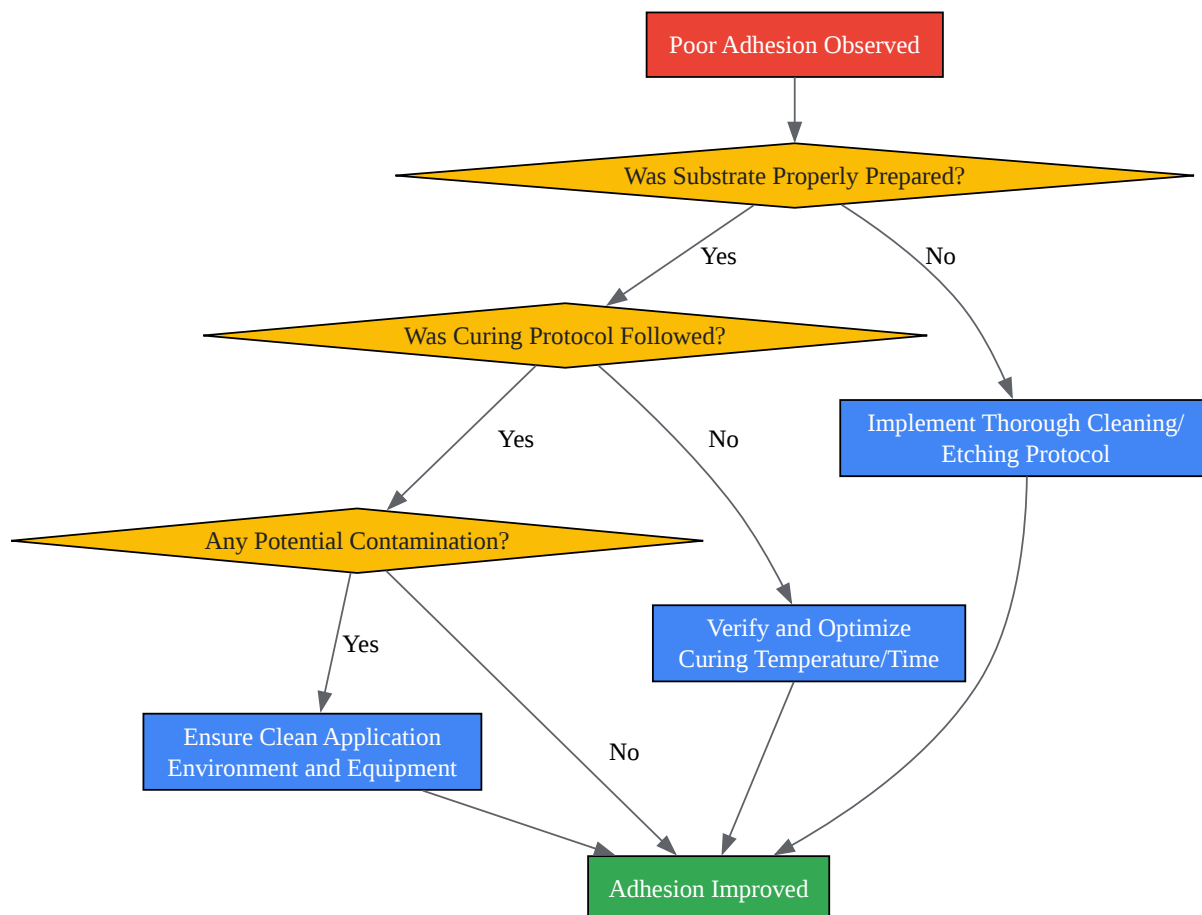 Poor Adhesion Observed
Was Substrate Properly Prepared?
Yes
No
Was Curing Protocol Followed?
Implement Thorough Cleaning/
Etching Protocol
Yes
No
Any Potential Contamination?
Verify and Optimize
Curing Temperature/Time
Yes
Ensure Clean Application
Environment and Equipment
No
Adhesion Improved